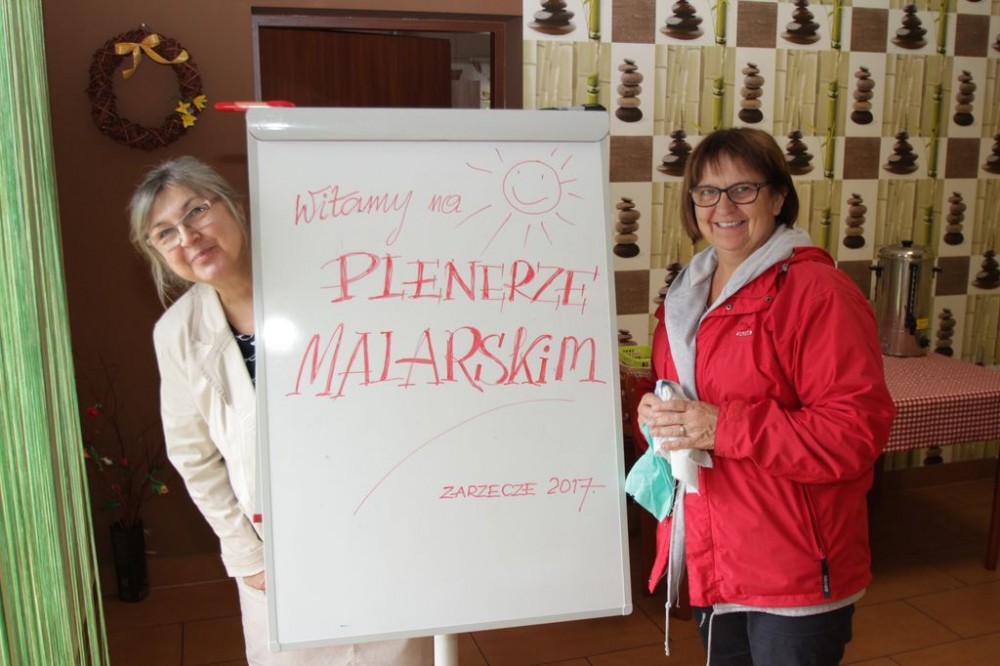 Witamy na
PLENERZE
MALARSKiM
ZARZECZE 2017.